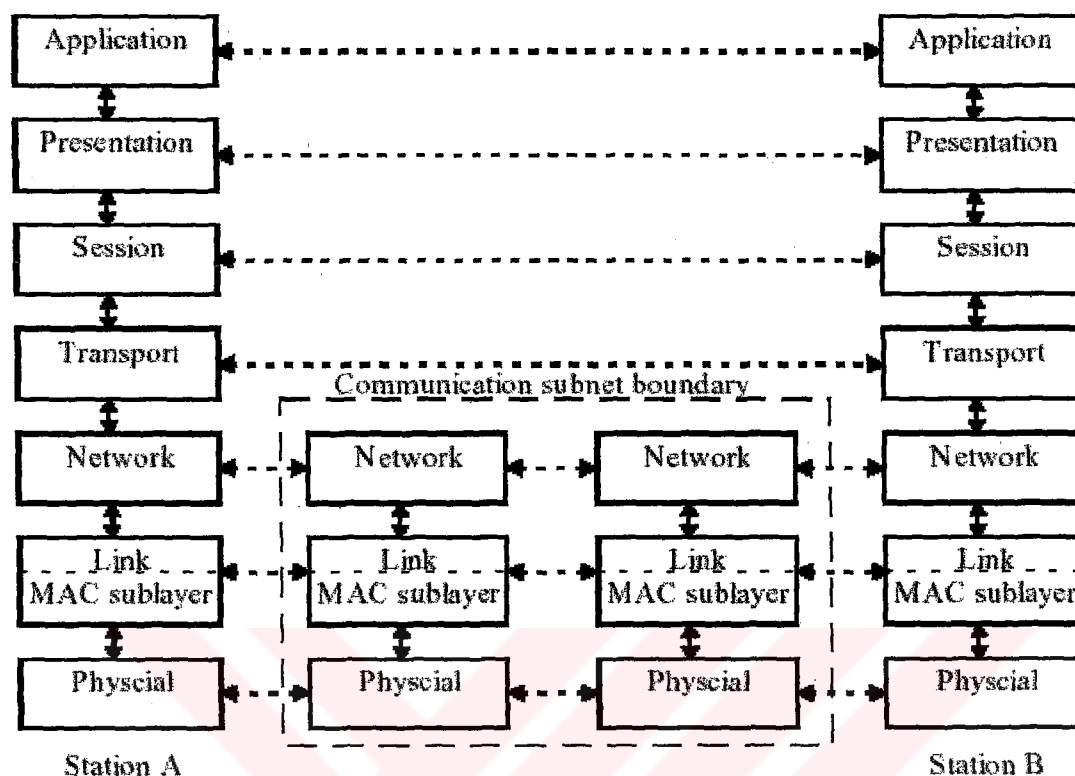 Application Application
Presentation Presentation
Session Session
Transport Transport
Communication subnet boundary
Network Network Network Network
Link Link Link Link
MAC sublayer MAC sublayer MAC sublayer MAC sublayer
Physcial Physcial Physcial Physcial
Station A Station B